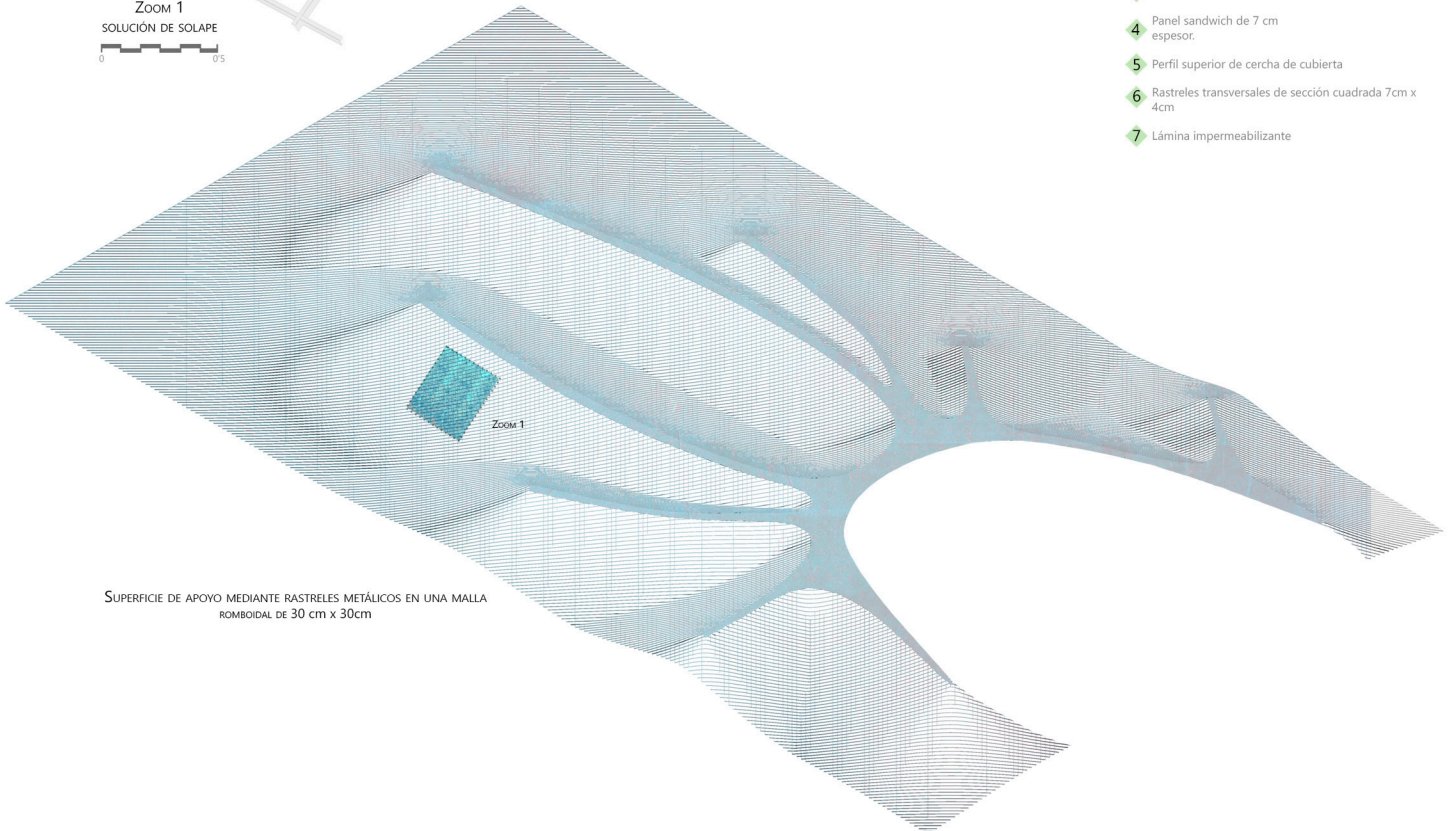 Zoom 1
SOLUCIÓN DE SOLAPE
0 0'5
4 Panel sandwich de 7 cm
espesor.
5 Perfil superior de cercha de cubierta
6 Rastreles transversales de sección cuadrada 7cm x
4cm
7 Lámina impermeabilizante
Zoom 1
SUPERFICIE DE APOYO MEDIANTE RASTRELES METÁLICOS EN UNA MALLA
ROMBOIDAL DE 30 cm x 30cm